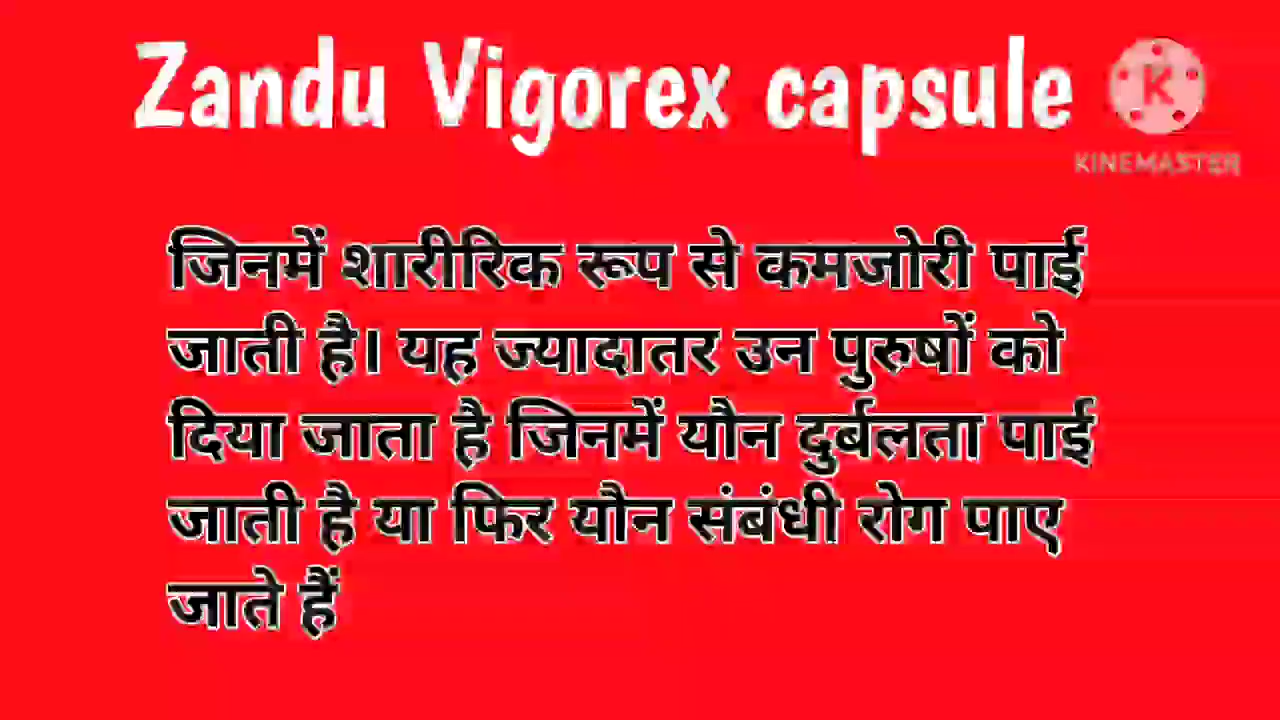 Zandu Vigorex capsule
KINEMASTER
जिनमें शारीरिक रूप से कमजोरी पाई
जाती है। यह ज्यादातर उन पुरुषों को
दिया जाता है जिनमें यौन दुर्बलता पाई
जाती है या फिर यौन संबंधी रोग पाए
जाते हैं